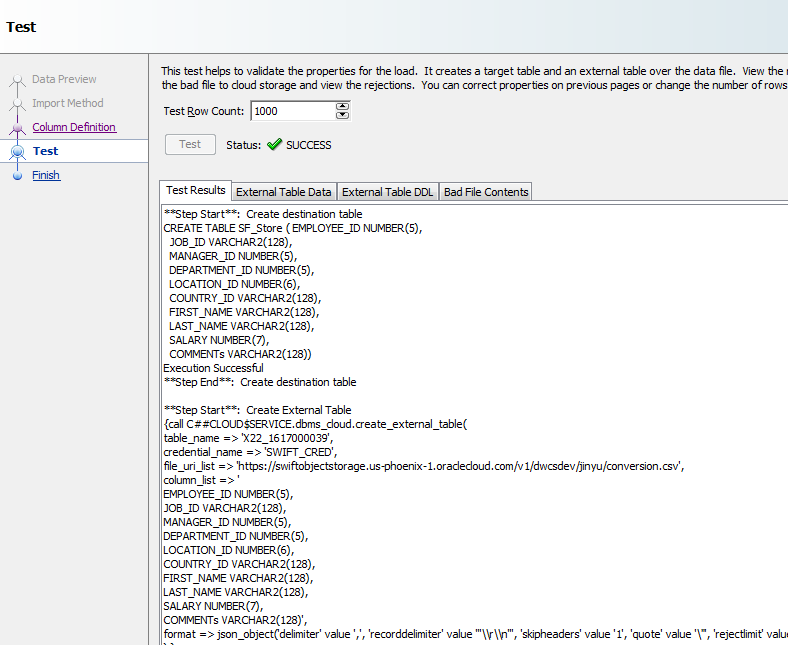 Test
Data Preview
Import Method
Column Definition
Test
Finish
This test helps to validate the properties for the load.  It creates a target table and an external table over the data file.  View the
the bad file to cloud storage and view the rejections.  You can correct properties on previous pages or change the number of rows
Test Row Count: 1000
Test Status: SUCCESS
Test Results External Table Data External Table DDL Bad File Contents
**Step Start**:  Create destination table
CREATE TABLE SF_Store ( EMPLOYEE_ID NUMBER(5),
JOB_ID VARCHAR2(128),
MANAGER_ID NUMBER(5),
DEPARTMENT_ID NUMBER(5),
LOCATION_ID NUMBER(6),
COUNTRY_ID VARCHAR2(128),
FIRST_NAME VARCHAR2(128),
LAST_NAME VARCHAR2(128),
SALARY NUMBER(7),
COMMENTs VARCHAR2(128))
Execution Successful
**Step End**:  Create destination table
**Step Start**:  Create External Table
{call C##CLOUD$SERVICE.dbms_cloud.create_external_table(
table_name => 'X22_1617000039',
credential_name => 'SWIFT_CRED',
file_uri_list => 'https://swiftobjectstorage.us-phoenix-1.oraclecloud.com/v1/dwcsdev/jinyu/conversion.csv',
column_list => '
EMPLOYEE_ID NUMBER(5),
JOB_ID VARCHAR2(128),
MANAGER_ID NUMBER(5),
DEPARTMENT_ID NUMBER(5),
LOCATION_ID NUMBER(6),
COUNTRY_ID VARCHAR2(128),
FIRST_NAME VARCHAR2(128),
LAST_NAME VARCHAR2(128),
SALARY NUMBER(7),
COMMENTs VARCHAR2(128)',
format => json_object('delimiter' value ',', 'recorddelimiter' value '''\\r\\n''', 'skipheaders' value '1', 'quote' value '\"', 'rejectlimit' value